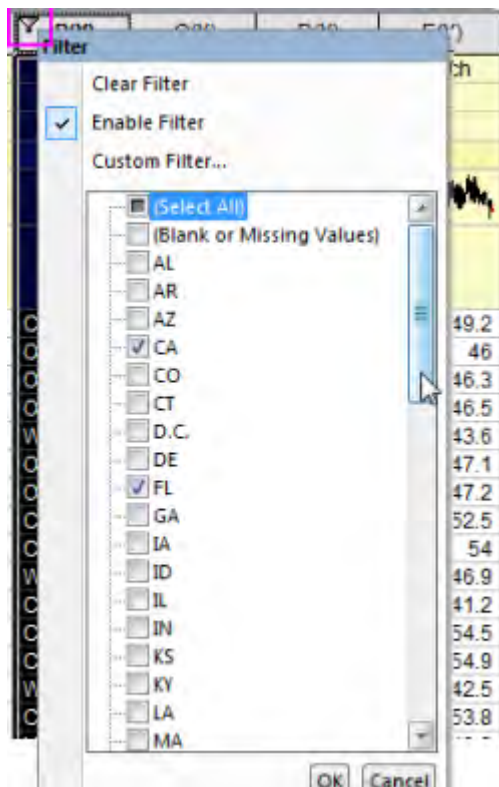 Filter
ch
Clear Filter
Enable Filter
Custom Filter...
(Select All)
(Blank or Missing Values)
AL
AR
AZ
CA
CO
CT
D.C.
DE
FL
GA
IA
ID
IL
IN
KS
KY
LA
MA
49.2
46
46.3
46.5
43.6
47.1
47.2
52.5
54
46.9
41.2
54.5
54.9
42.5
53.8
OK Cancel